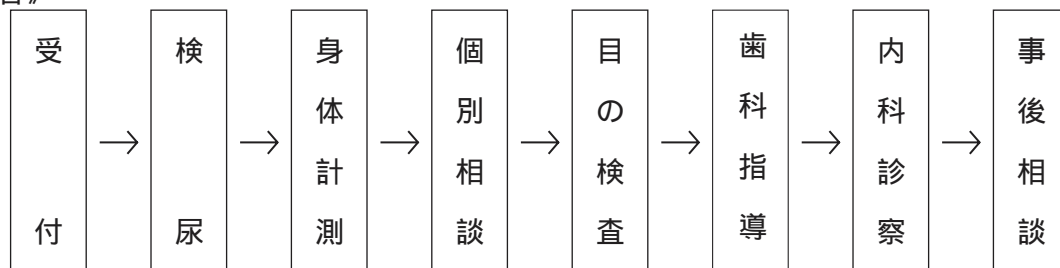 受付
→
検尿
→
身体計測
→
個別相談
→
目の検査
→
歯科指導
→
内科診察
→
事後相談